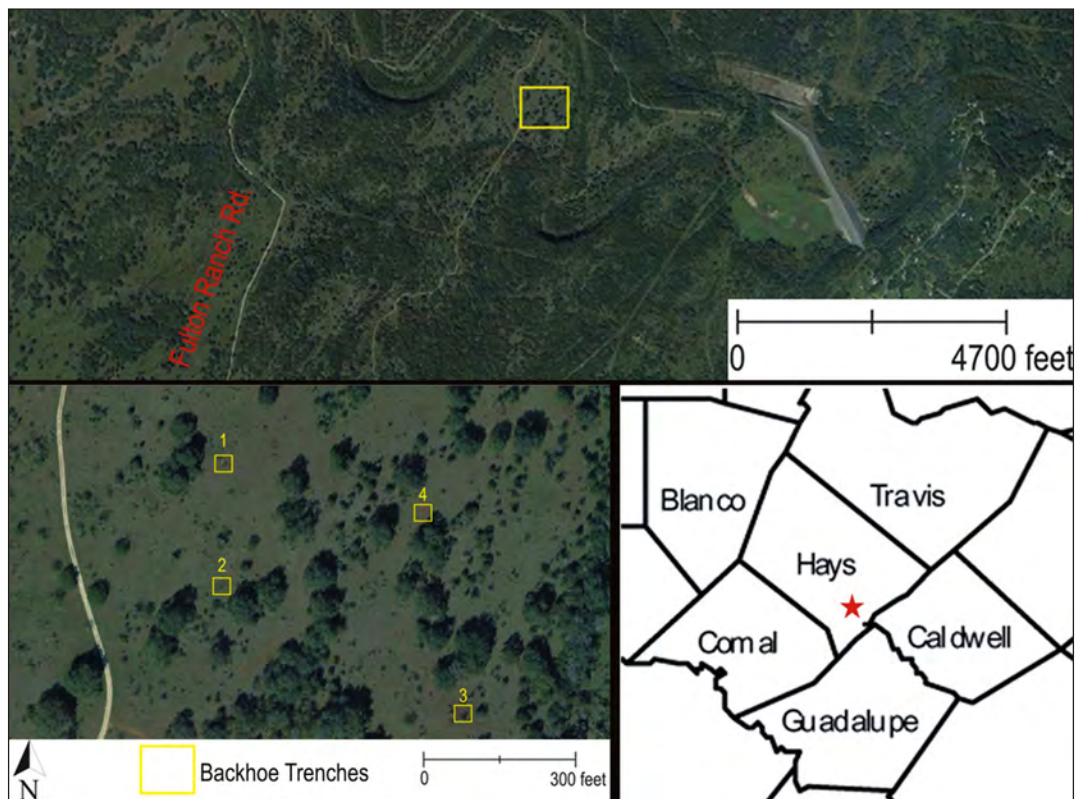 Fulton Ranch Rd.
0 4700 feet
1
4
2
3
N
Backhoe Trenches
0 300 feet
Blanco
Travis
Hays
Comal
Caldwell
Guadalupe